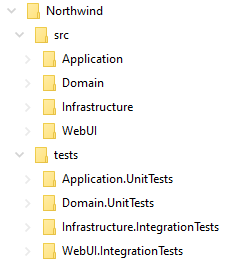 Northwind
src
Application
Domain
Infrastructure
WebUI
tests
Application.UnitTests
Domain.UnitTests
Infrastructure.IntegrationTests
WebUI.IntegrationTests